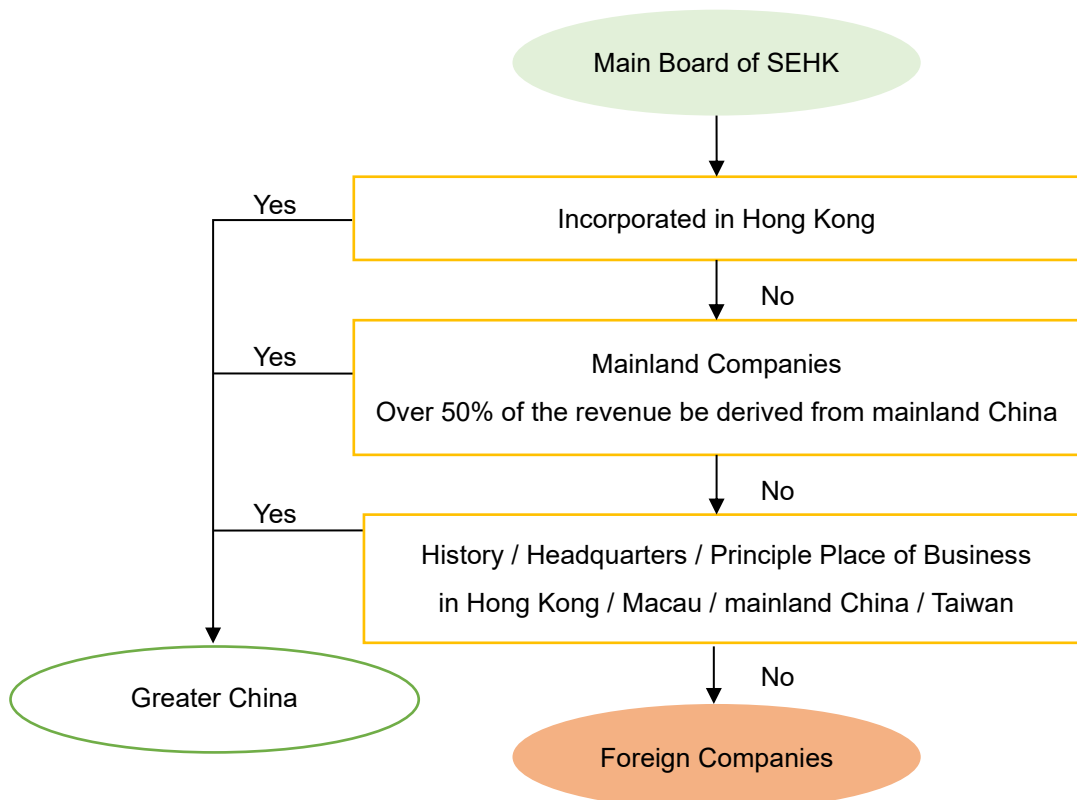 Main Board of SEHK
Yes
Incorporated in Hong Kong
No
Yes
Mainland Companies
Over 50% of the revenue be derived from mainland China
No
Yes
History / Headquarters / Principle Place of Business
in Hong Kong / Macau / mainland China / Taiwan
No
Greater China
Foreign Companies